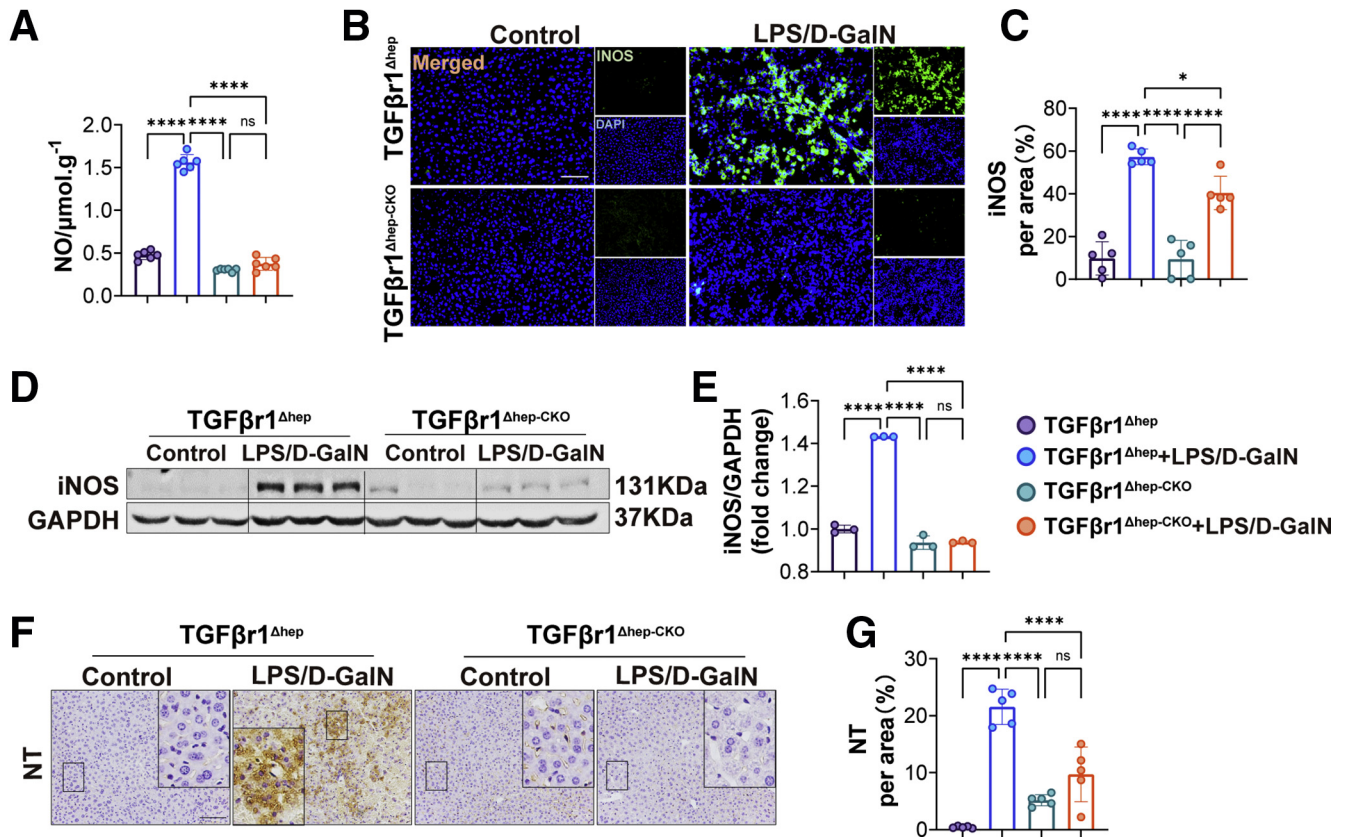 A
NO/μmol.g⁻¹
2.0
1.5
1.0
0.5
0.0
****
**** **** ns
B
Control LPS/D-GalN
TGFβr1Δhep
TGFβr1Δhep-CKO
Merged
INOS
DAPI
C
iNOS
per area(%)
80
60
40
20
0
*
**** **** ****
D
TGFβr1Δhep TGFβr1Δhep-CKO
Control LPS/D-GalN Control LPS/D-GalN
iNOS 131KDa
GAPDH 37KDa
E
iNOS/GAPDH
(fold change)
1.6
1.4
1.2
1.0
0.8
****
**** **** ns
TGFβr1Δhep
TGFβr1Δhep+LPS/D-GalN
TGFβr1Δhep-CKO
TGFβr1Δhep-CKO+LPS/D-GalN
F
TGFβr1Δhep TGFβr1Δhep-CKO
Control LPS/D-GalN Control LPS/D-GalN
NT
G
NT
per area(%)
30
20
10
0
****
**** **** ns